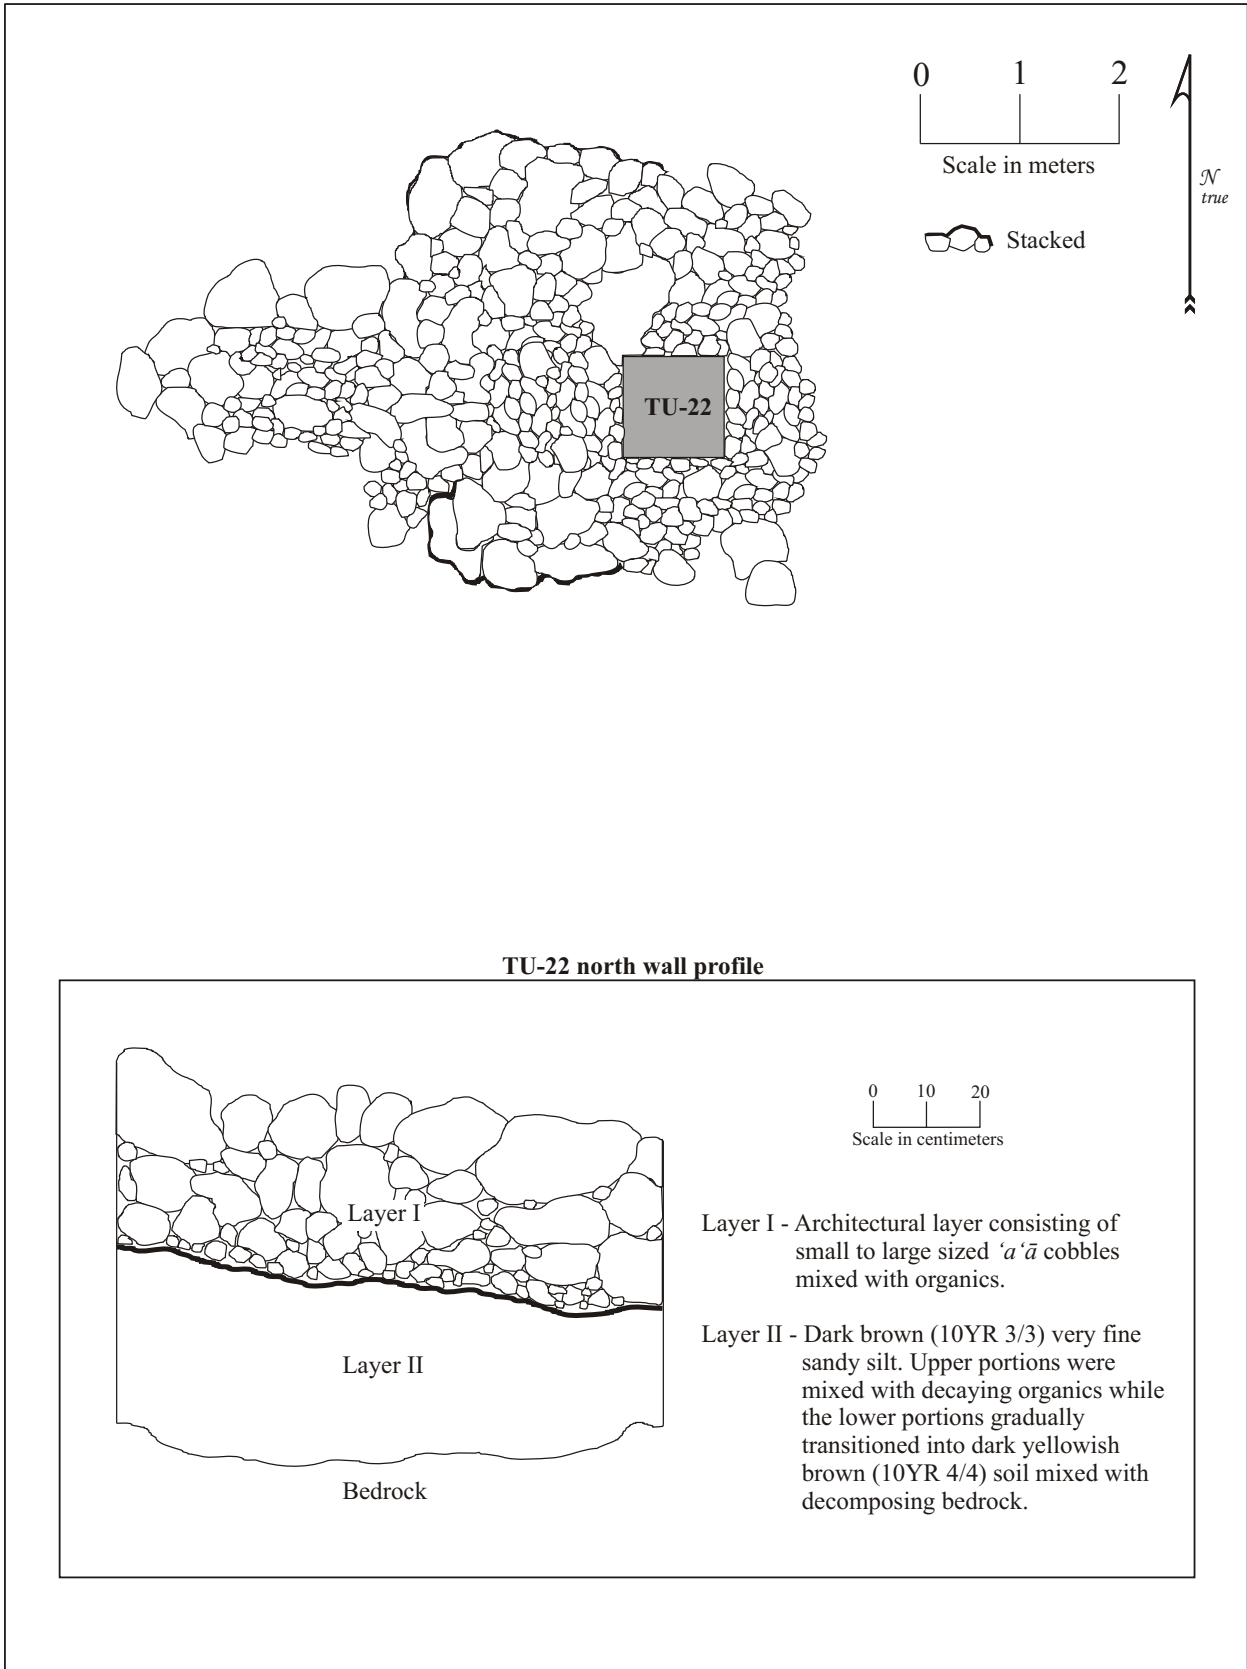 0 1 2
Scale in meters
N
true
Stacked
TU-22
TU-22 north wall profile
0 10 20
Scale in centimeters
Layer I
Layer II
Bedrock
Layer I - Architectural layer consisting of
small to large sized ‘a‘ā cobbles
mixed with organics.
Layer II - Dark brown (10YR 3/3) very fine
sandy silt. Upper portions were
mixed with decaying organics while
the lower portions gradually
transitioned into dark yellowish
brown (10YR 4/4) soil mixed with
decomposing bedrock.